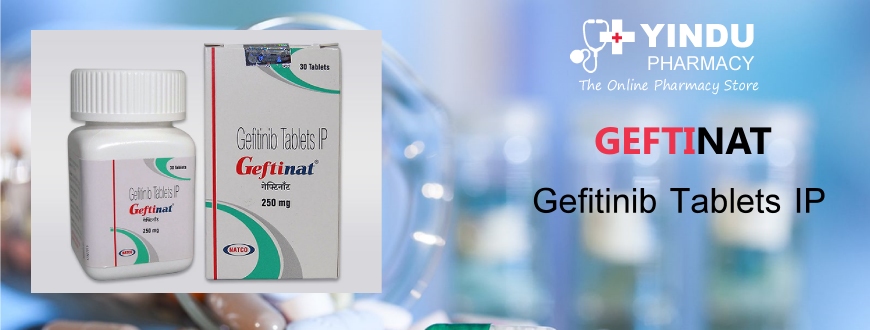 YINDU
PHARMACY
The Online Pharmacy Store
GEFTINAT
Gefitinib Tablets IP
30 Tablets
Gefitinib Tablets IP
Geftinat®
गेफ्टिनॉट
250 mg
NATCO
30 tablets
Gefitinib Tablets IP
Geftinat
250 mg
NATCO